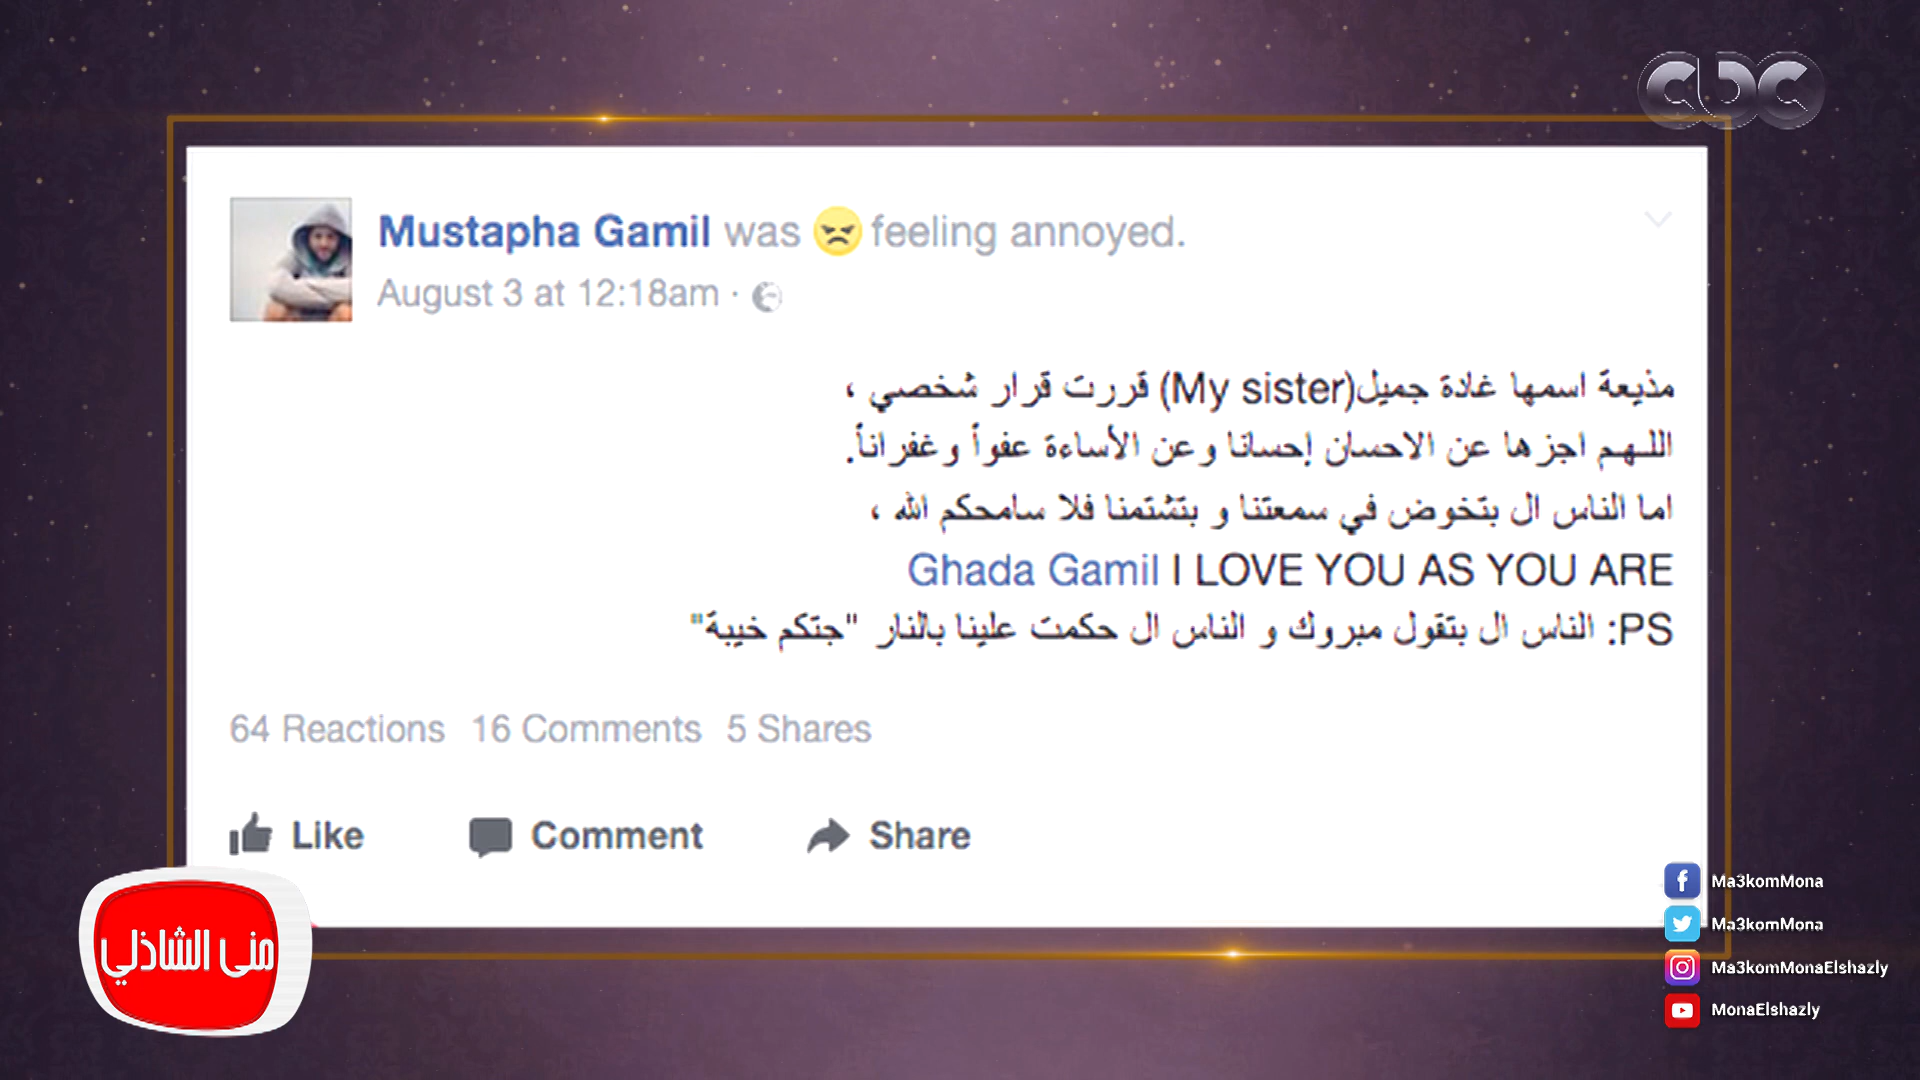 cbc
Mustapha Gamil was 😠 feeling annoyed.
August 3 at 12:18am ·
مذيعة اسمها غادة جميل(My sister) قررت قرار شخصي ،
اللهم اجزها عن الاحسان إحسانا وعن الأساءة عفواً وغفراناً.
اما الناس ال بتخوض في سمعتنا و بتشتمنا فلا سامحكم الله ،
Ghada Gamil I LOVE YOU AS YOU ARE
PS: الناس ال بتقول مبروك و الناس ال حكمت علينا بالنار "جتكم خيبة"
64 Reactions 16 Comments 5 Shares
Like Comment Share
منى الشاذلي
Ma3komMona
Ma3komMona
Ma3komMonaElshazly
MonaElshazly